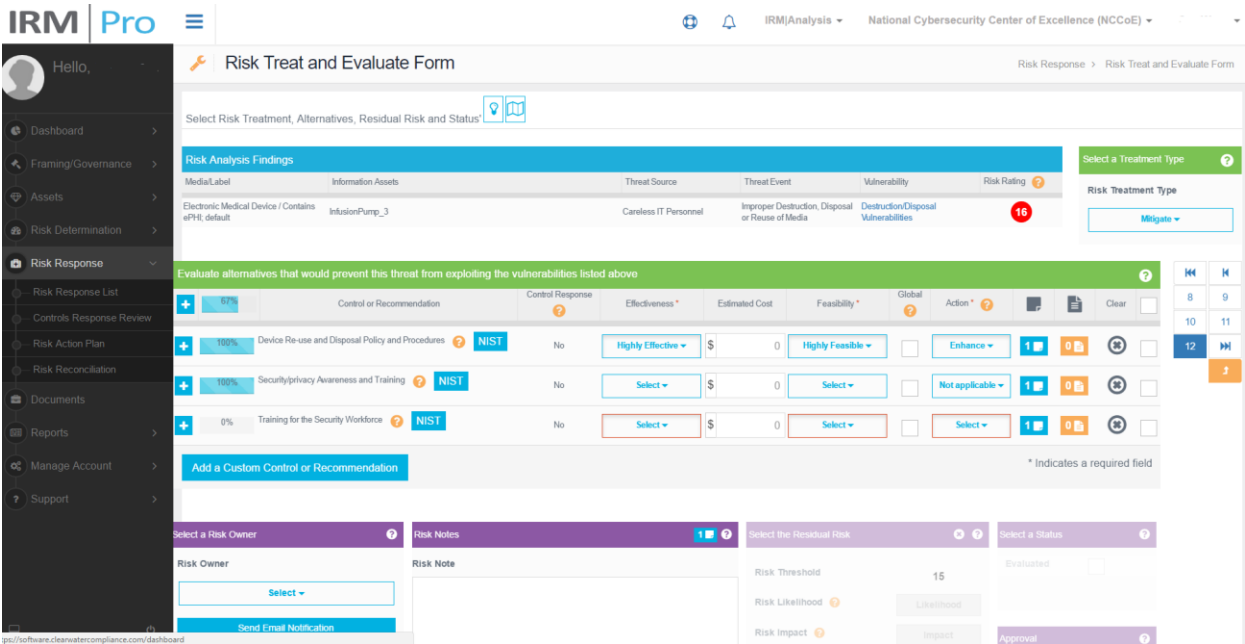 IRM|Pro
IRM|Analysis
National Cybersecurity Center of Excellence (NCCoE)
Hello,
Risk Treat and Evaluate Form
Risk Response > Risk Treat and Evaluate Form
Dashboard
Framing/Governance
Assets
Risk Determination
Risk Response
Risk Response List
Controls Response Review
Risk Action Plan
Risk Reconciliation
Documents
Reports
Manage Account
Support
Select Risk Treatment, Alternatives, Residual Risk and Status'
Risk Analysis Findings
Media/Label Information Assets Threat Source Threat Event Vulnerability Risk Rating ?
Electronic Medical Device / Contains
ePHI; default
InfusionPump_3
Careless IT Personnel
Improper Destruction, Disposal
or Reuse of Media
Destruction/Disposal
Vulnerabilities
16
Select a Treatment Type ?
Risk Treatment Type
Mitigate
Evaluate alternatives that would prevent this threat from exploiting the vulnerabilities listed above ?
67% Control or Recommendation Control Response ? Effectiveness * Estimated Cost Feasibility * Global ? Action * ? Clear
100% Device Re-use and Disposal Policy and Procedures ? NIST No Highly Effective $ 0 Highly Feasible Enhance 1 0
100% Security/privacy Awareness and Training ? NIST No Select $ 0 Select Not applicable 1 0
0% Training for the Security Workforce ? NIST No Select $ 0 Select Select 1 0
Add a Custom Control or Recommendation
* Indicates a required field
8 9
10 11
12
Select a Risk Owner ?
Risk Owner
Select
Send Email Notification
Risk Notes 1 ?
Risk Note
Select the Residual Risk ?
Risk Threshold 15
Risk Likelihood ? Likelihood
Risk Impact ? Impact
Select a Status ?
Evaluated
Approval ?
tps://software.clearwatercompliance.com/dashboard